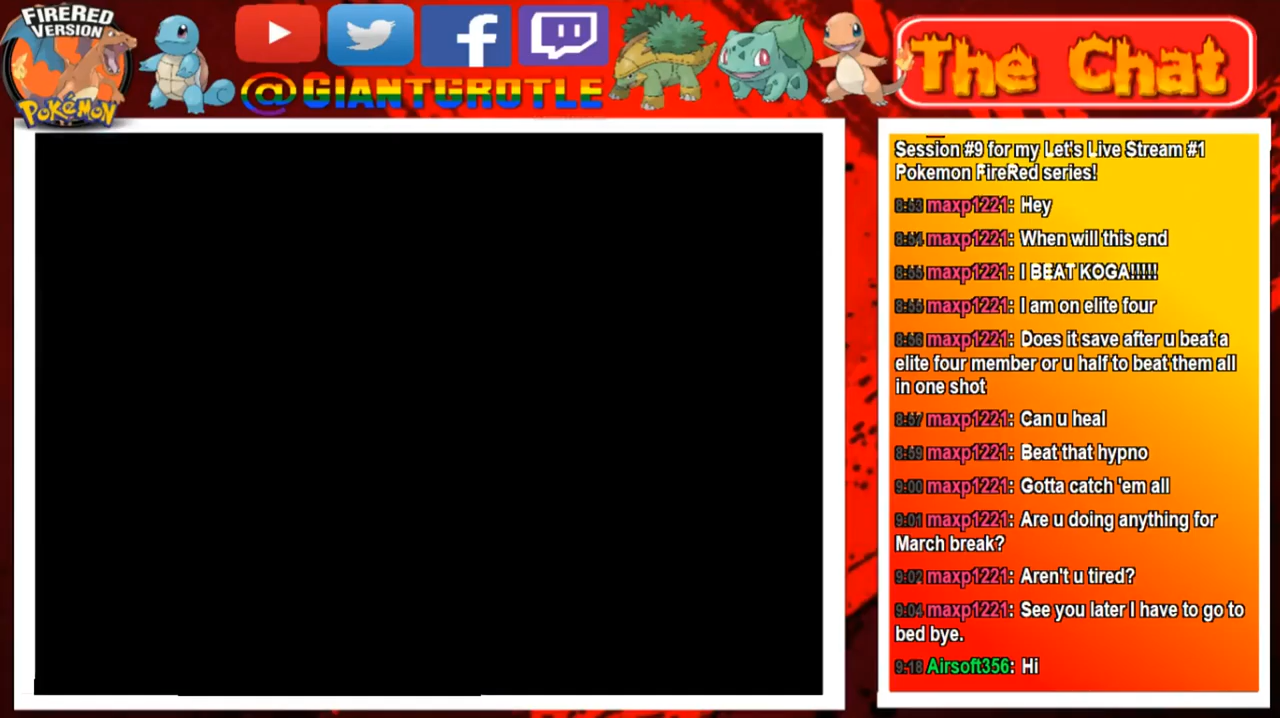 FIRERED
VERSION
POKéMON
@GIANTGROTLE
The Chat
Session #9 for my Let's Live Stream #1
Pokemon FireRed series!
8:53 maxp1221: Hey
8:54 maxp1221: When will this end
8:55 maxp1221: I BEAT KOGA!!!!!
8:55 maxp1221: I am on elite four
8:56 maxp1221: Does it save after u beat a
elite four member or u half to beat them all
in one shot
8:57 maxp1221: Can u heal
8:59 maxp1221: Beat that hypno
9:00 maxp1221: Gotta catch 'em all
9:01 maxp1221: Are u doing anything for
March break?
9:02 maxp1221: Aren't u tired?
9:04 maxp1221: See you later I have to go to
bed bye.
9:18 Airsoft356: Hi